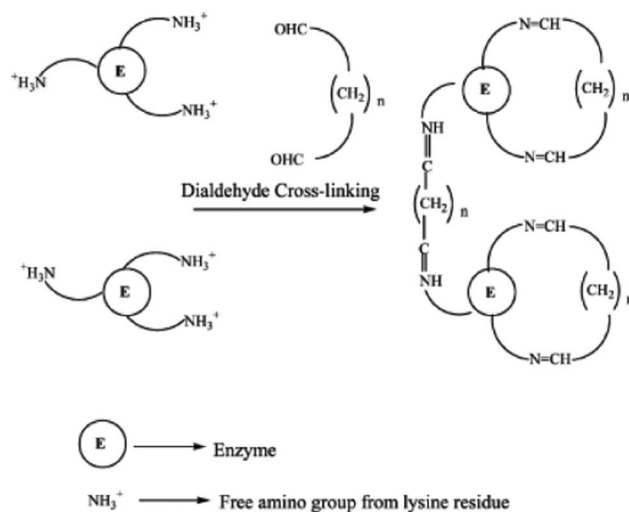 NH₃⁺
⁺H₃N
E
NH₃⁺
OHC
(CH₂) n
OHC
N=CH
E
(CH₂) n
N=CH
NH
C
(CH₂) n
C
NH
Dialdehyde Cross-linking
⁺H₃N
NH₃⁺
E
NH₃⁺
N=CH
E
(CH₂)
N=CH
E
Enzyme
NH₃⁺
Free amino group from lysine residue